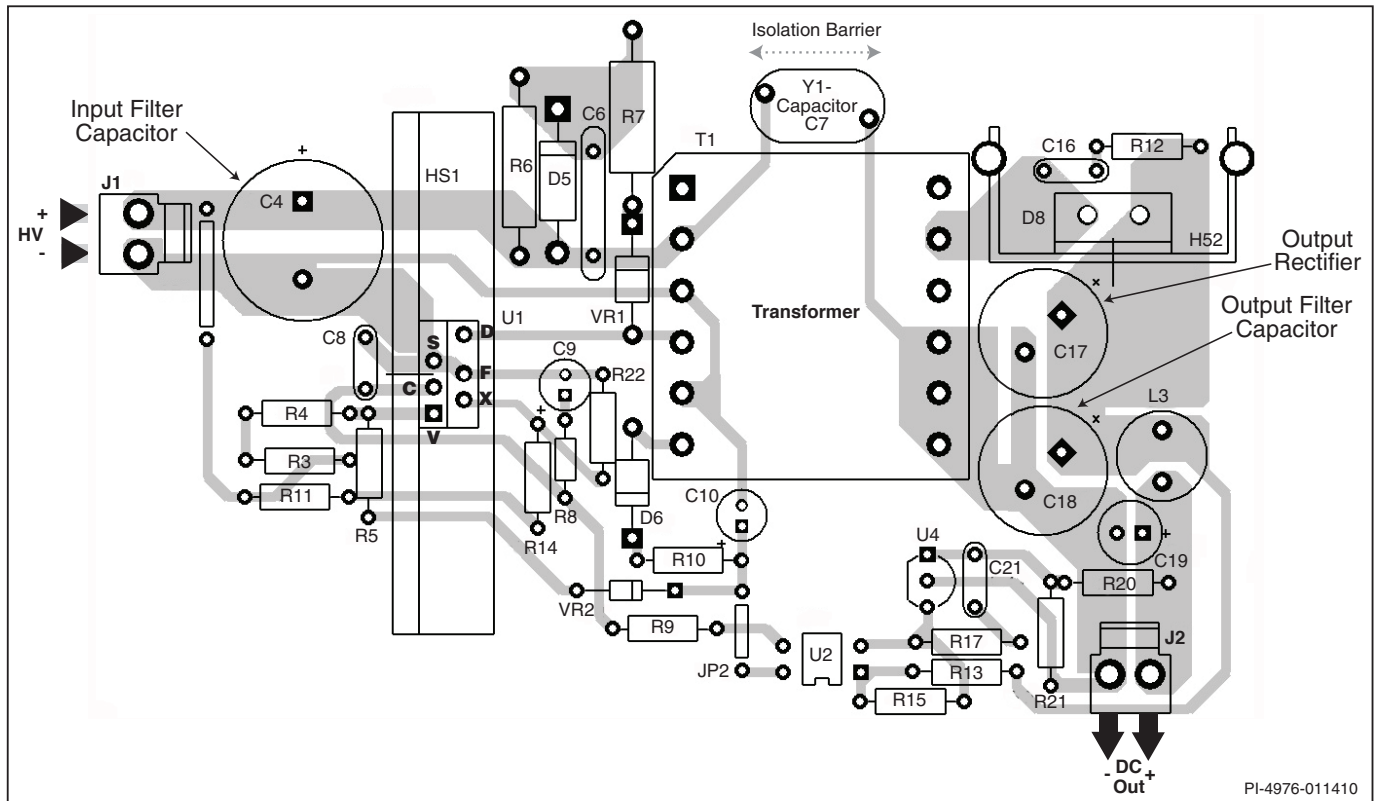 Isolation Barrier
Y1-
Capacitor
C7
Input Filter
Capacitor
+
C4
J1
+
HV
-
HS1
R6
D5
C6
R7
T1
C16
R12
D8
H52
Output
Rectifier
Output Filter
Capacitor
Transformer
x
C17
x
C18
L3
U1
VR1
C8
S
D
F
C
X
V
C9
+
R22
R4
R3
R11
R5
R14
R8
D6
C10
+
R10
VR2
R9
JP2
U2
U4
C21
R17
R13
R15
R21
C19
+
R20
J2
- DC +
Out
PI-4976-011410